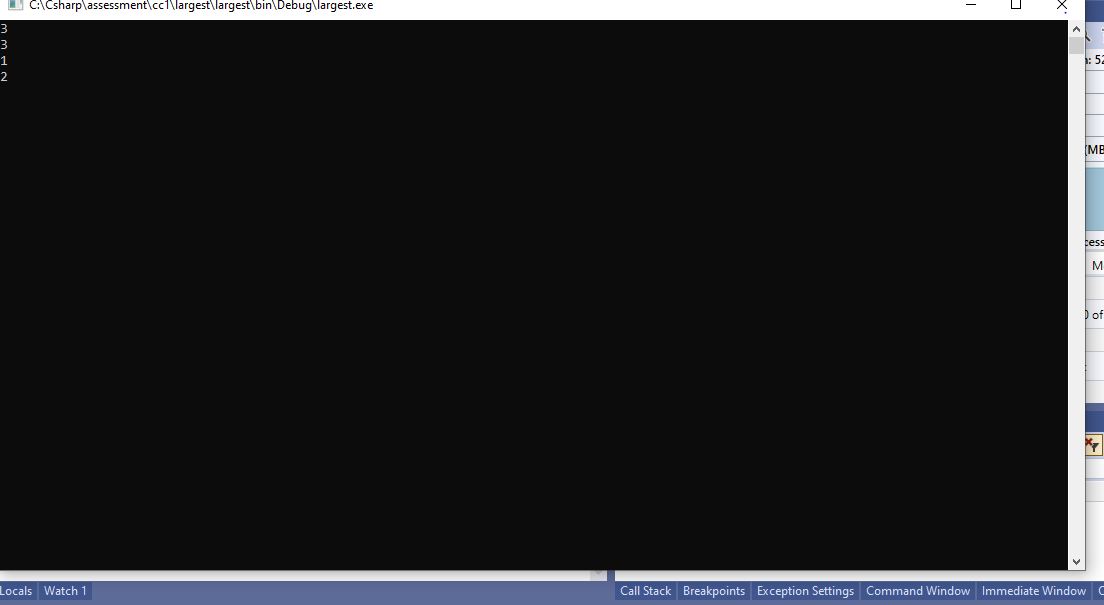 C:\Csharp\assessment\cc1\largest\largest\bin\Debug\largest.exe
3
3
1
2
: 52
(MB
cess
M
0 of
Locals
Watch 1
Call Stack
Breakpoints
Exception Settings
Command Window
Immediate Window